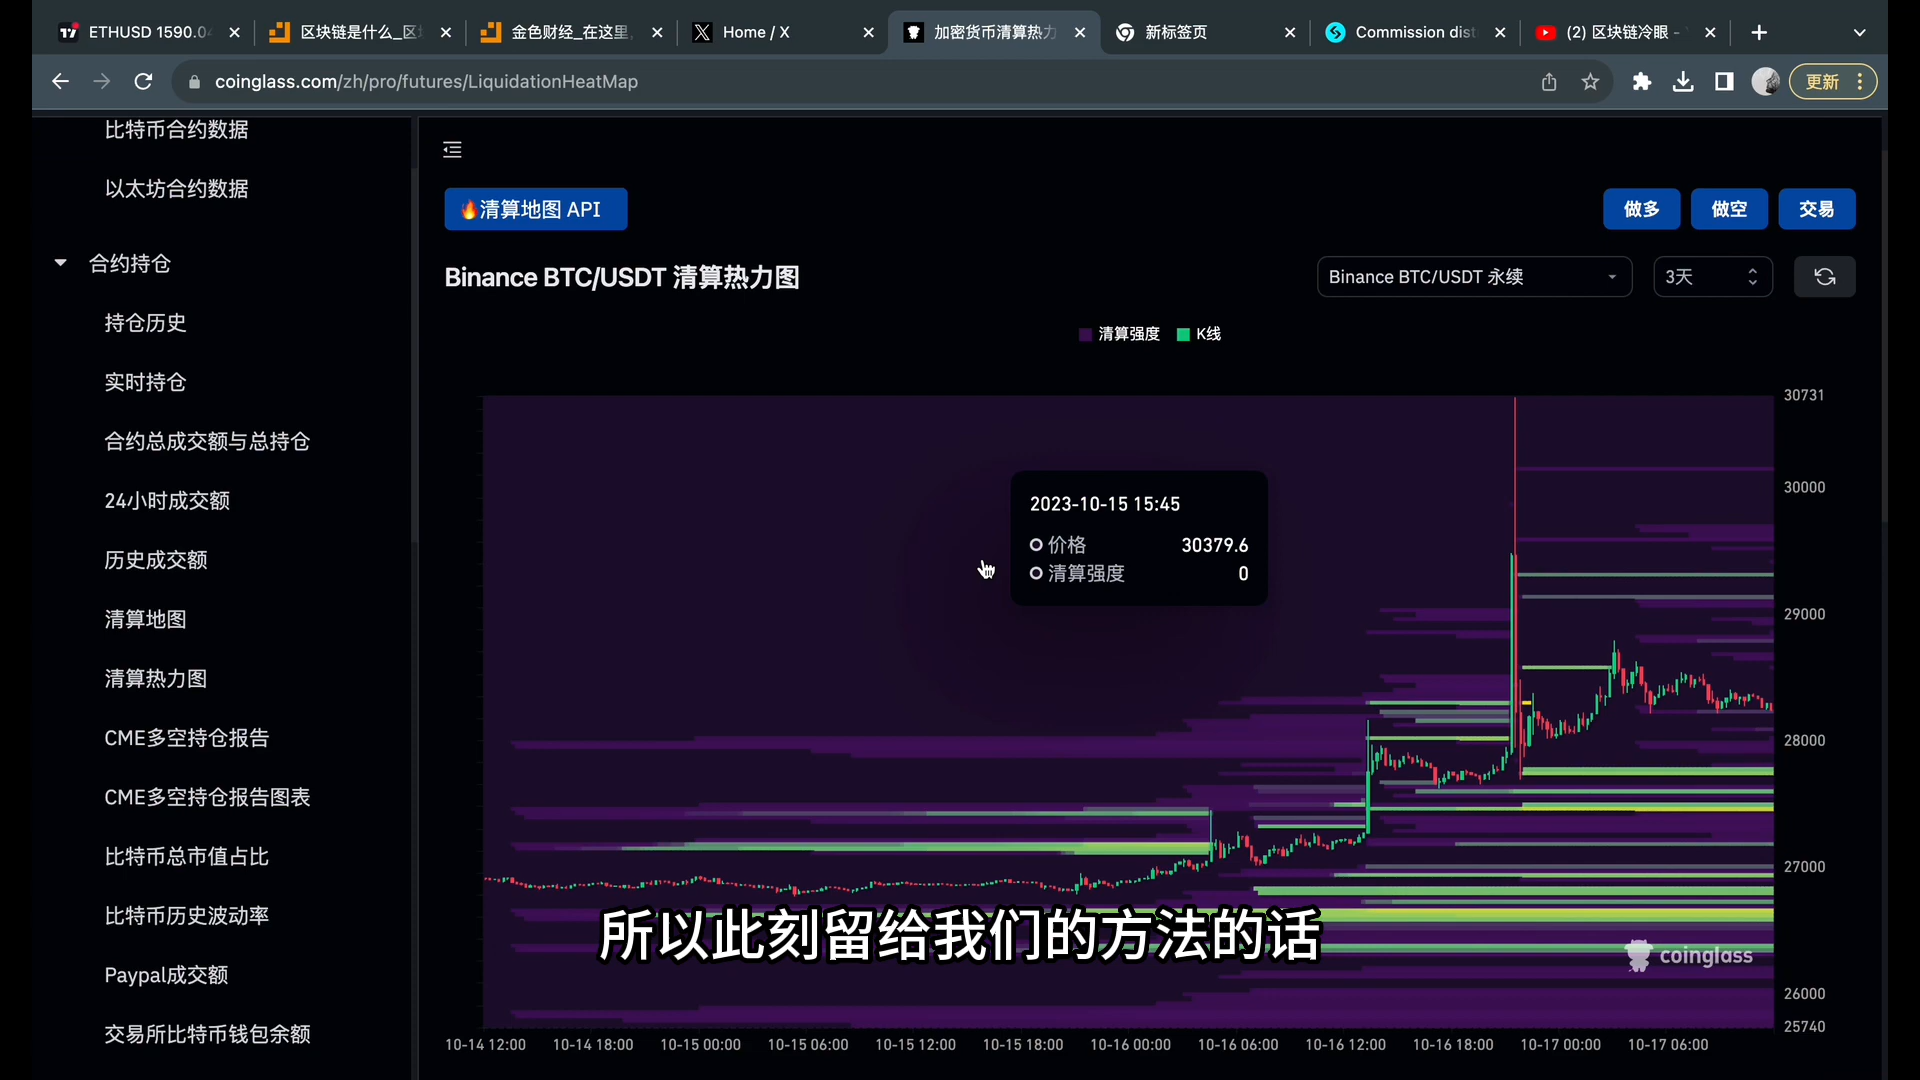 ETHUSD 1590.04
区块链是什么_区
金色财经_在这里,
Home / X
加密货币清算热力
新标签页
Commission dist
(2) 区块链冷眼 -
coinglass.com/zh/pro/futures/LiquidationHeatMap
更新
比特币合约数据
以太坊合约数据
合约持仓
持仓历史
实时持仓
合约总成交额与总持仓
24小时成交额
历史成交额
清算地图
清算热力图
CME多空持仓报告
CME多空持仓报告图表
比特币总市值占比
比特币历史波动率
Paypal成交额
交易所比特币钱包余额
清算地图 API
做多
做空
交易
Binance BTC/USDT 清算热力图
Binance BTC/USDT 永续
3天
清算强度
K线
30731
30000
29000
28000
27000
26000
25740
2023-10-15 15:45
价格 30379.6
清算强度 0
所以此刻留给我们的方法的话
coinglass
10-14 12:00
10-14 18:00
10-15 00:00
10-15 06:00
10-15 12:00
10-15 18:00
10-16 00:00
10-16 06:00
10-16 12:00
10-16 18:00
10-17 00:00
10-17 06:00